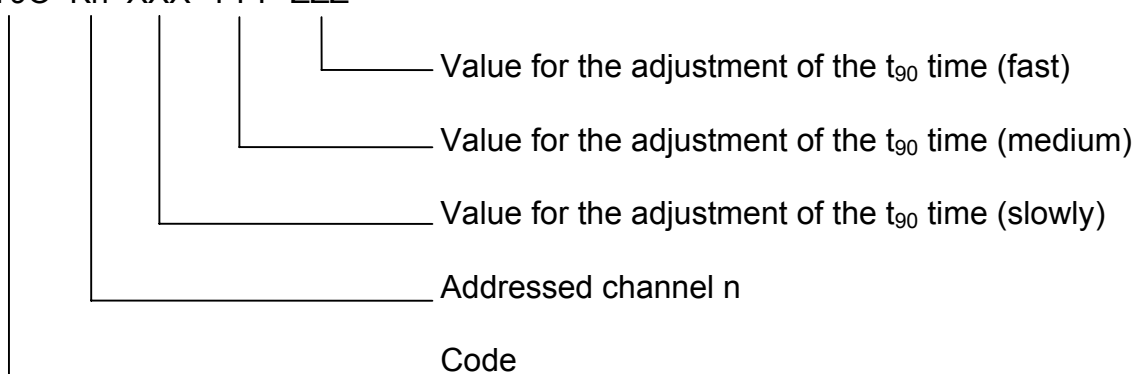 Value for the adjustment of the t₉₀ time (fast)
Value for the adjustment of the t₉₀ time (medium)
Value for the adjustment of the t₉₀ time (slowly)
Addressed channel n
Code